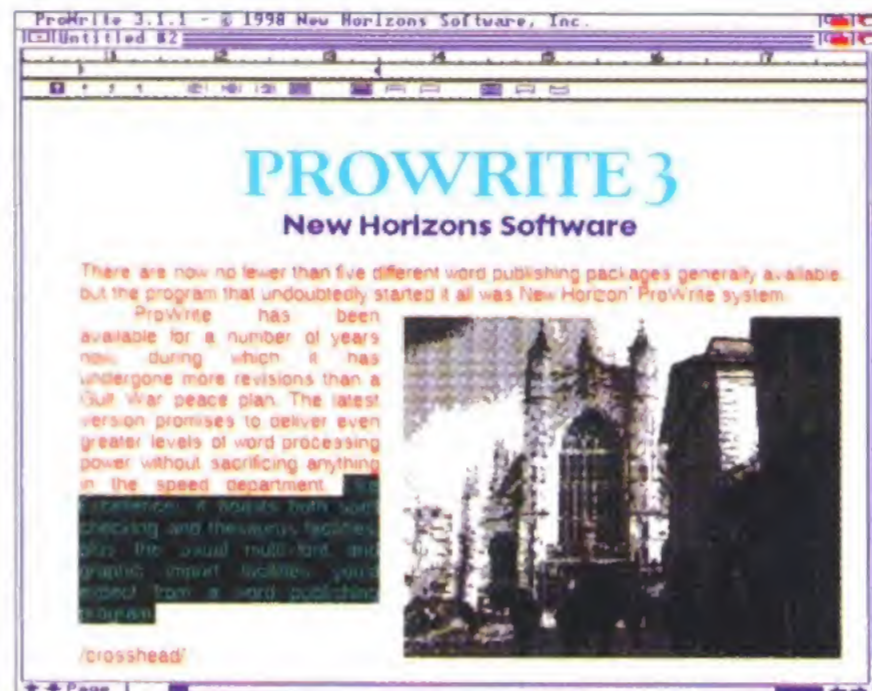 ProWrite 3.1.1 - © 1998 New Horizons Software, Inc.
Untitled #2
PROWRITE 3
New Horizons Software
There are now no fewer than five different word publishing packages generally available,
but the program that undoubtedly started it all was New Horizon' ProWrite system.
ProWrite has been
available for a number of years
now, during which it has
undergone more revisions than a
Gulf War peace plan. The latest
version promises to deliver even
greater levels of word processing
power without sacrificing anything
in the speed department.
it boasts both spell
checking and thesaurus facilities,
plus the usual multi-font and
graphic import facilities you'd
expect from a word publishing
program.
/crosshead/
Page